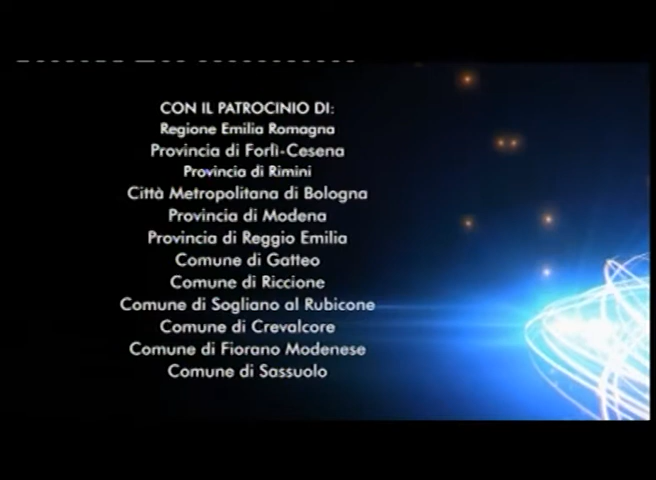 CON IL PATROCINIO DI:
Regione Emilia Romagna
Provincia di Forlì-Cesena
Provincia di Rimini
Città Metropolitana di Bologna
Provincia di Modena
Provincia di Reggio Emilia
Comune di Gatteo
Comune di Riccione
Comune di Sogliano al Rubicone
Comune di Crevalcore
Comune di Fiorano Modenese
Comune di Sassuolo